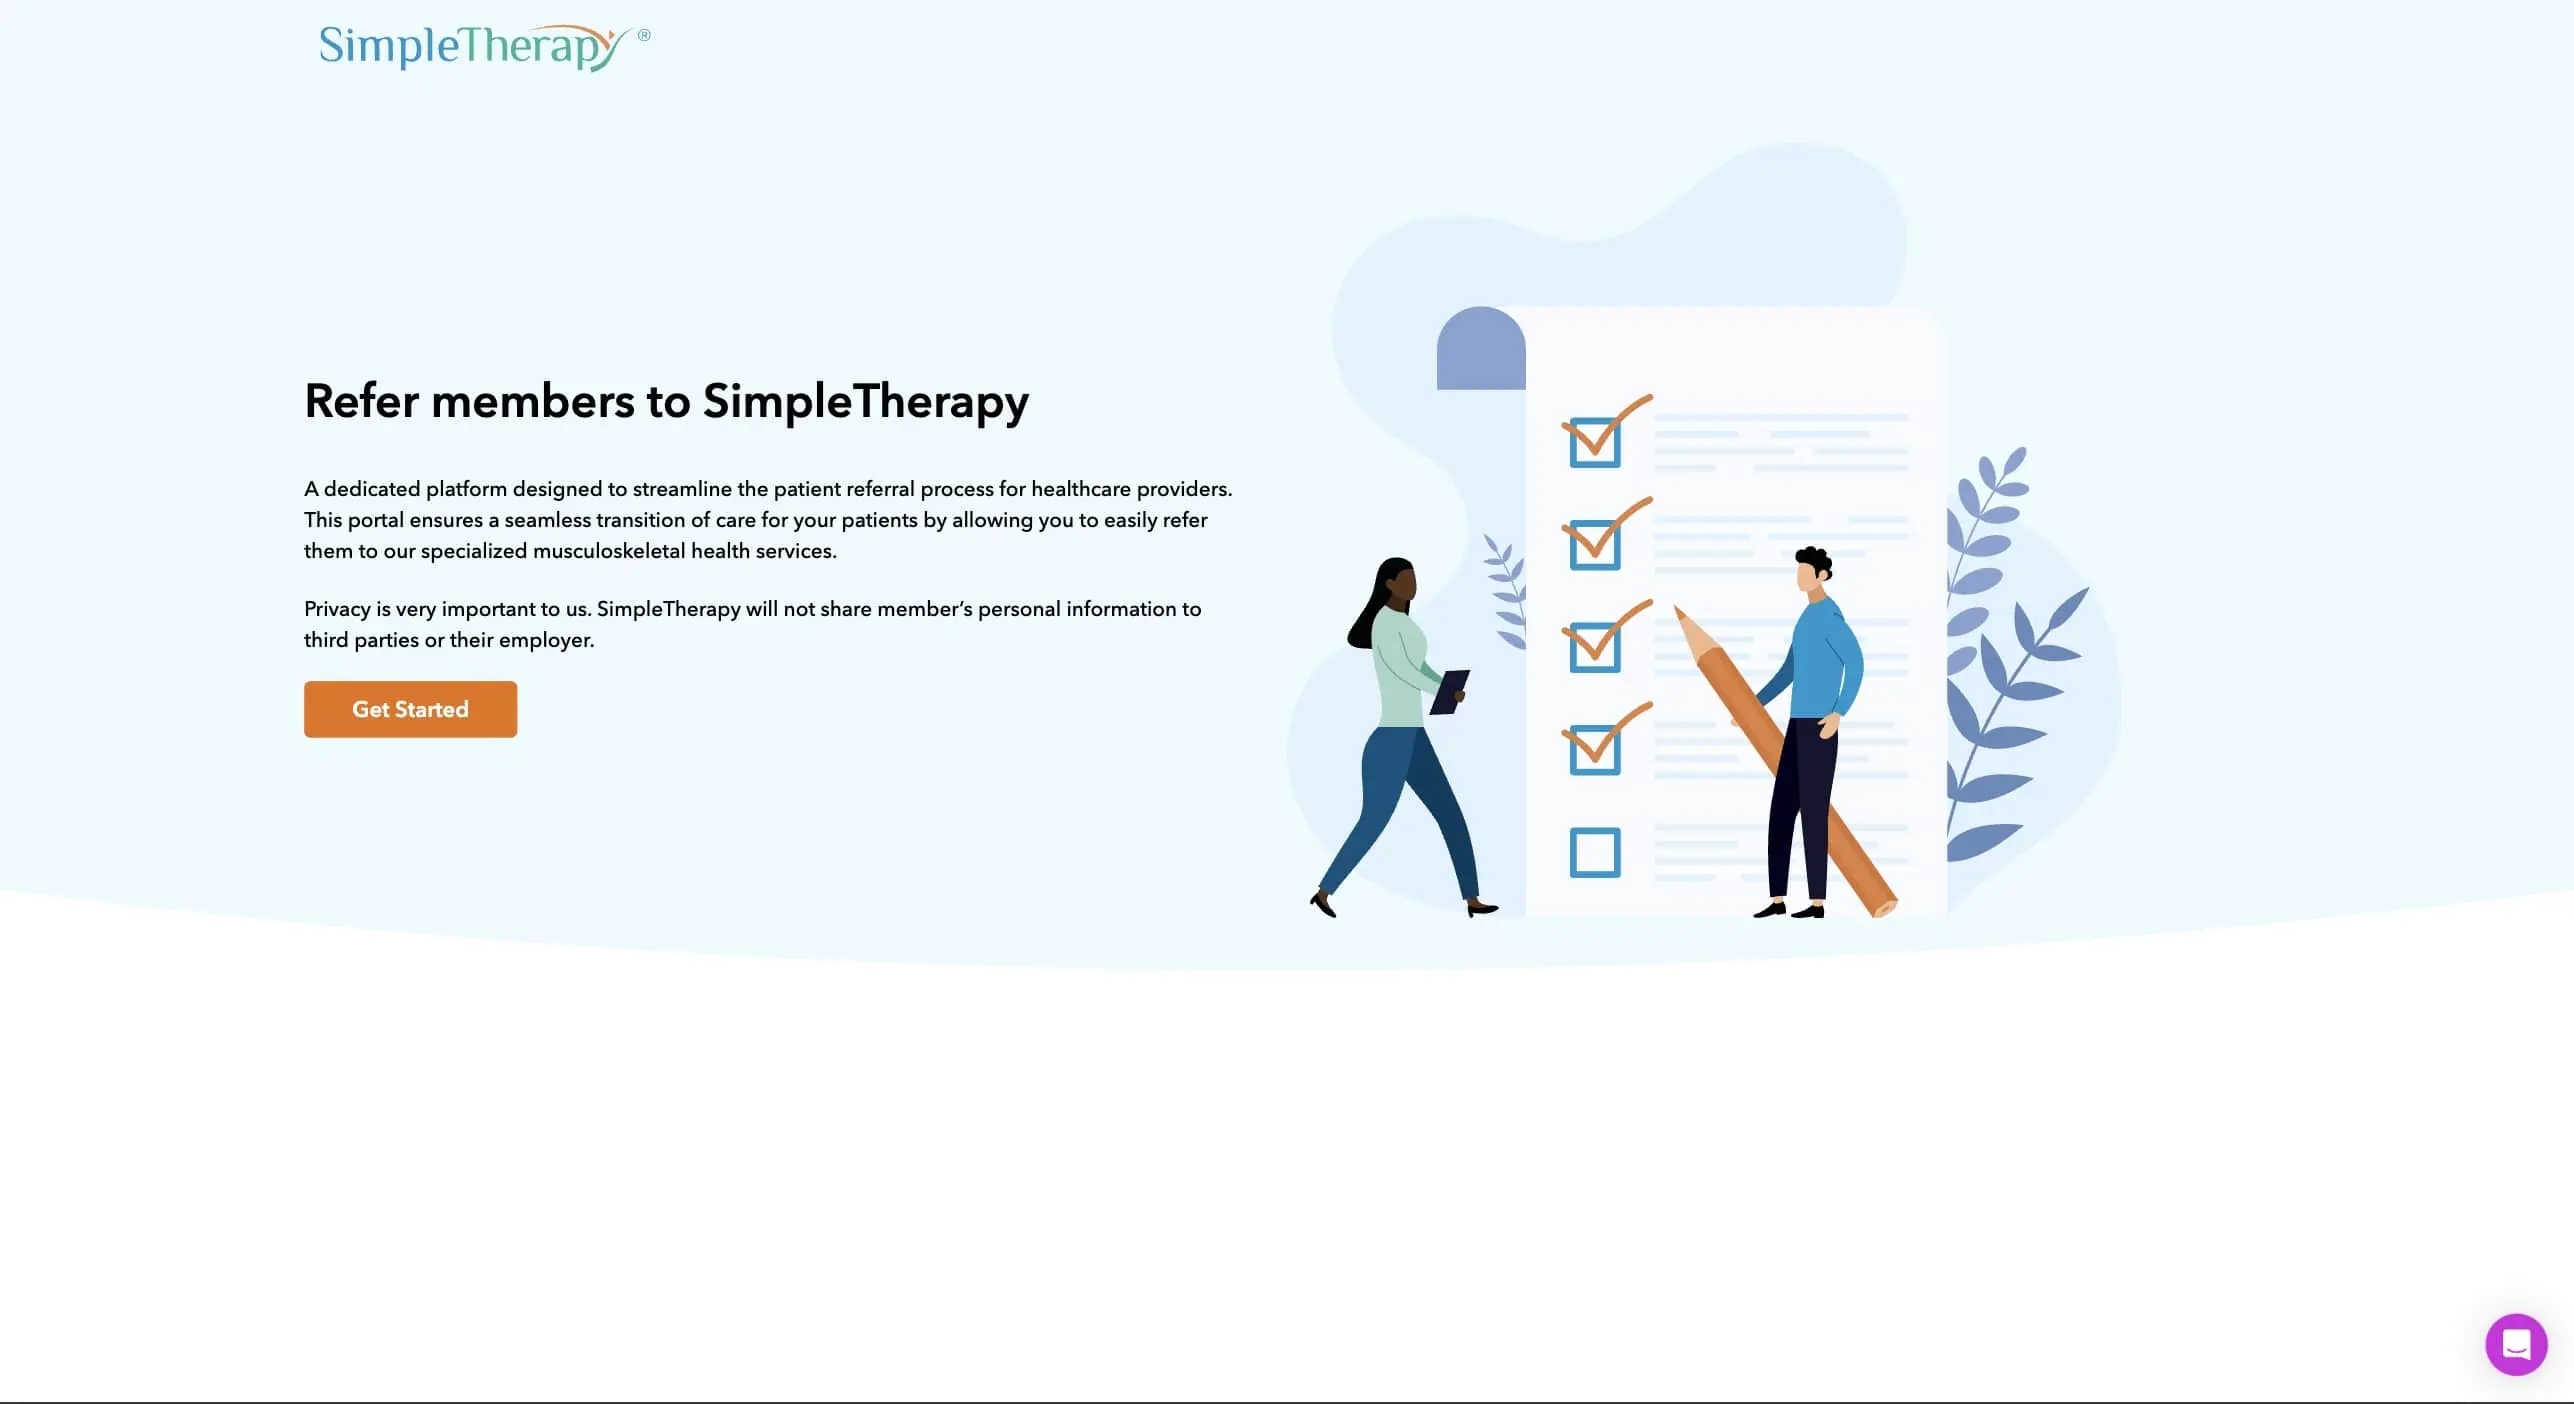 SimpleTherapy®
Refer members to SimpleTherapy
A dedicated platform designed to streamline the patient referral process for healthcare providers.
This portal ensures a seamless transition of care for your patients by allowing you to easily refer
them to our specialized musculoskeletal health services.
Privacy is very important to us. SimpleTherapy will not share member’s personal information to
third parties or their employer.
Get Started